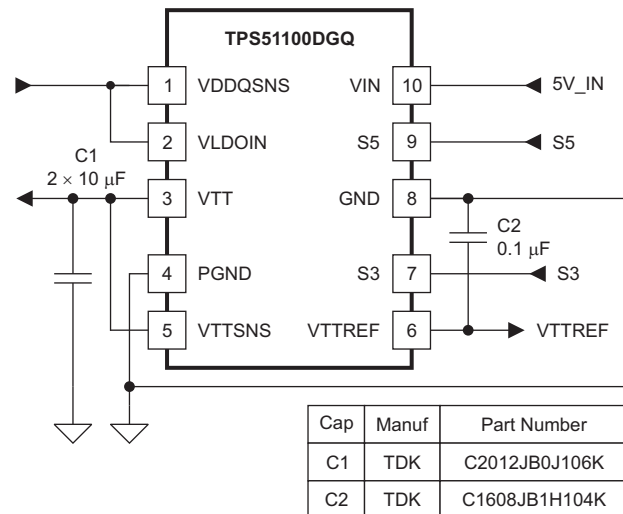 TPS51100DGQ
1 VDDQSNS VIN 10 5V_IN
2 VLDOIN S5 9 S5
C1
2 × 10 μF
3 VTT GND 8
C2
0.1 μF
4 PGND S3 7 S3
5 VTTSNS VTTREF 6 VTTREF
Cap Manuf Part Number
C1 TDK C2012JB0J106K
C2 TDK C1608JB1H104K